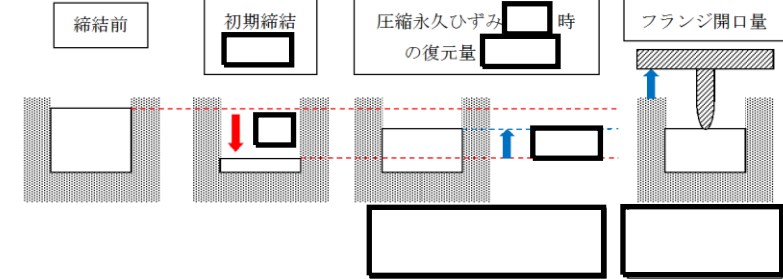 締結前
初期締結
圧縮永久ひずみ 時
の復元量
フランジ開口量